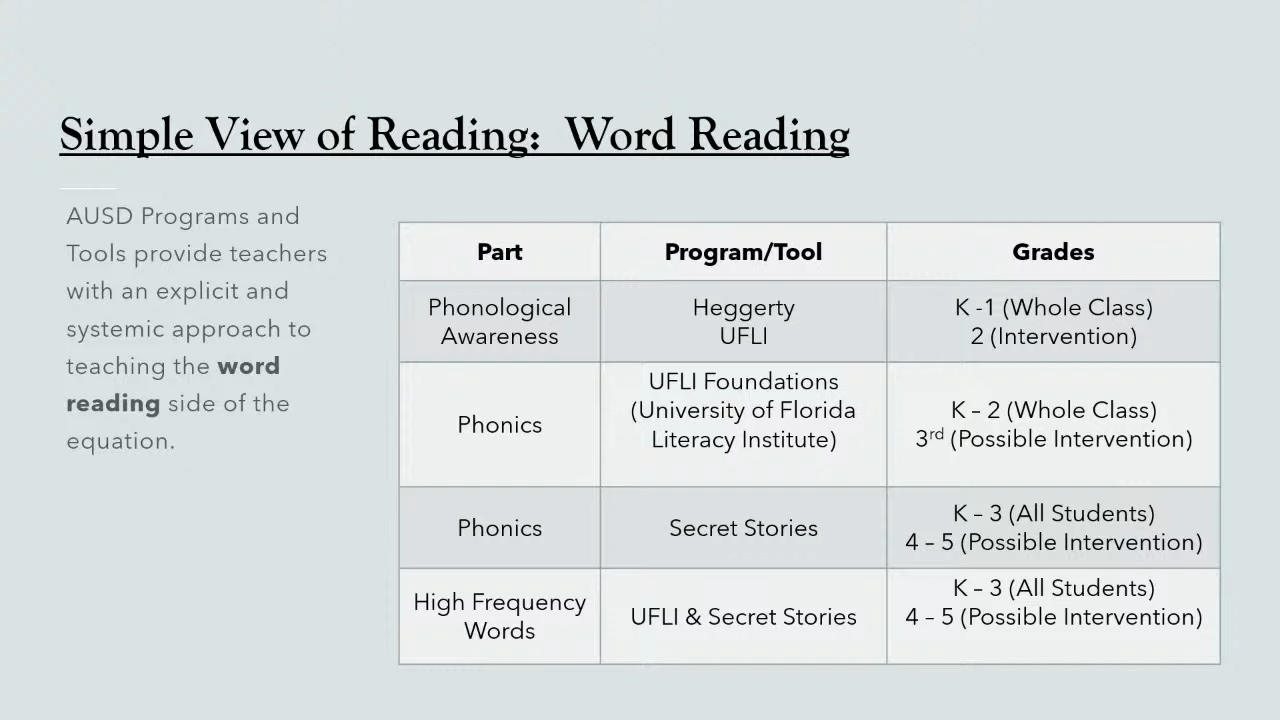 Simple View of Reading: Word Reading
AUSD Programs and
Tools provide teachers
with an explicit and
systemic approach to
teaching the word
reading side of the
equation.
Part
Program/Tool
Grades
Phonological
Awareness
Heggerty
UFLI
K -1 (Whole Class)
2 (Intervention)
Phonics
UFLI Foundations
(University of Florida
Literacy Institute)
K – 2 (Whole Class)
3rd (Possible Intervention)
Phonics
Secret Stories
K – 3 (All Students)
4 – 5 (Possible Intervention)
High Frequency
Words
UFLI & Secret Stories
K – 3 (All Students)
4 – 5 (Possible Intervention)